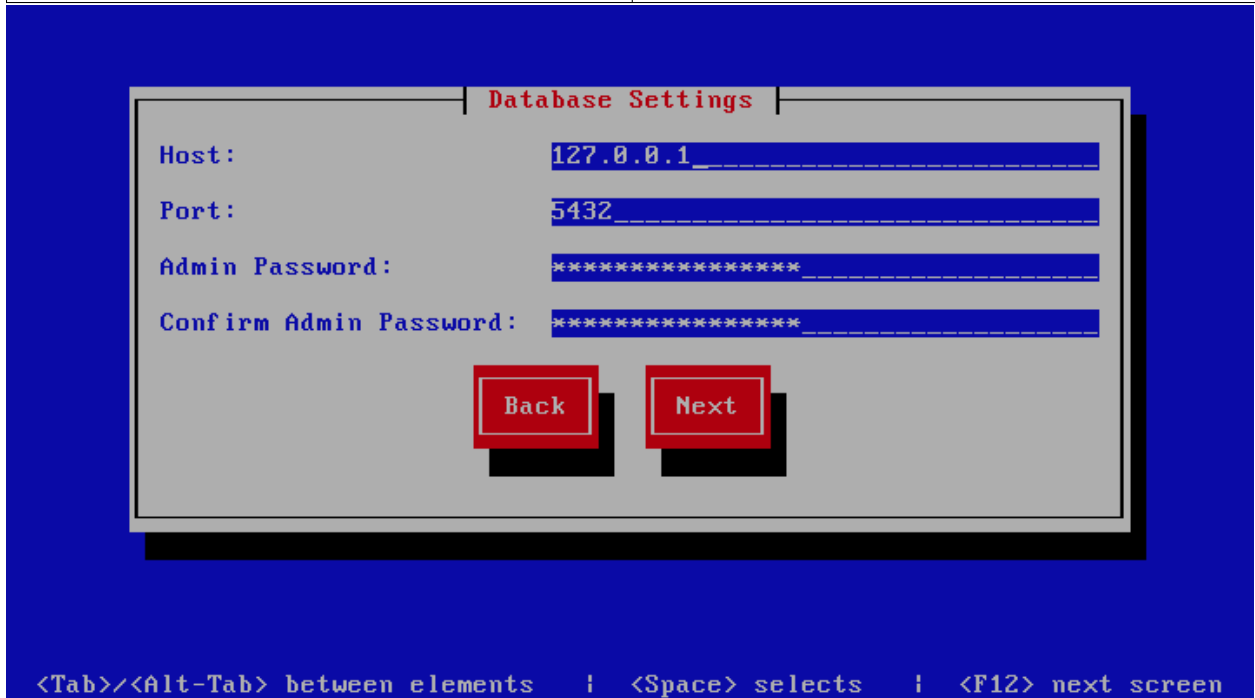 Database Settings
Host: 127.0.0.1_
Port: 5432
Admin Password: ****************
Confirm Admin Password: ****************
Back Next
<Tab>/<Alt-Tab> between elements | <Space> selects | <F12> next screen